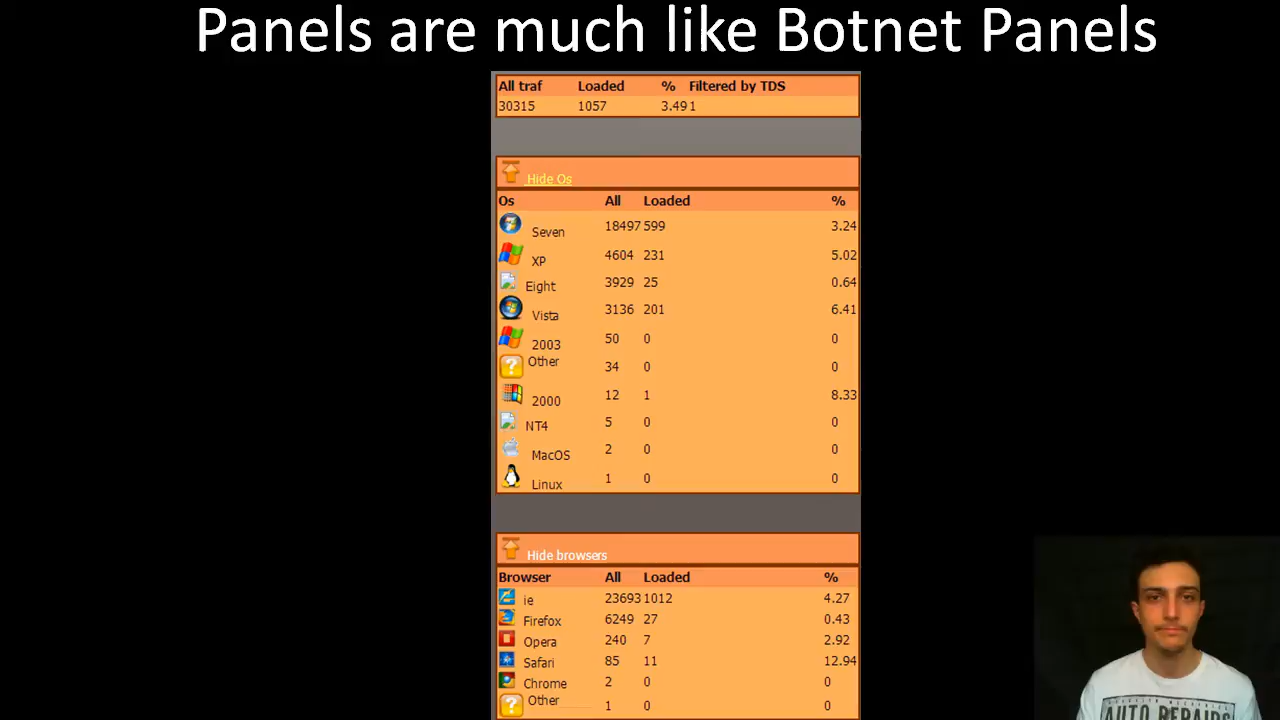 Panels are much like Botnet Panels
All traf Loaded % Filtered by TDS
30315 1057 3.49 1
Hide Os
Os All Loaded %
Seven 18497 599 3.24
XP 4604 231 5.02
Eight 3929 25 0.64
Vista 3136 201 6.41
2003 50 0 0
Other 34 0 0
2000 12 1 8.33
NT4 5 0 0
MacOS 2 0 0
Linux 1 0 0
Hide browsers
Browser All Loaded %
ie 23693 1012 4.27
Firefox 6249 27 0.43
Opera 240 7 2.92
Safari 85 11 12.94
Chrome 2 0 0
Other 1 0 0
AUTO REPAIRS